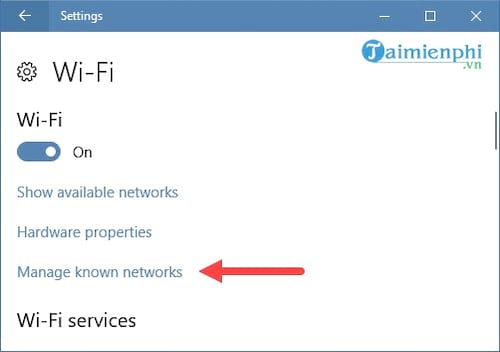 Settings
Taimienphi
.vn
Wi-Fi
Wi-Fi
On
Show available networks
Hardware properties
Manage known networks
Wi-Fi services